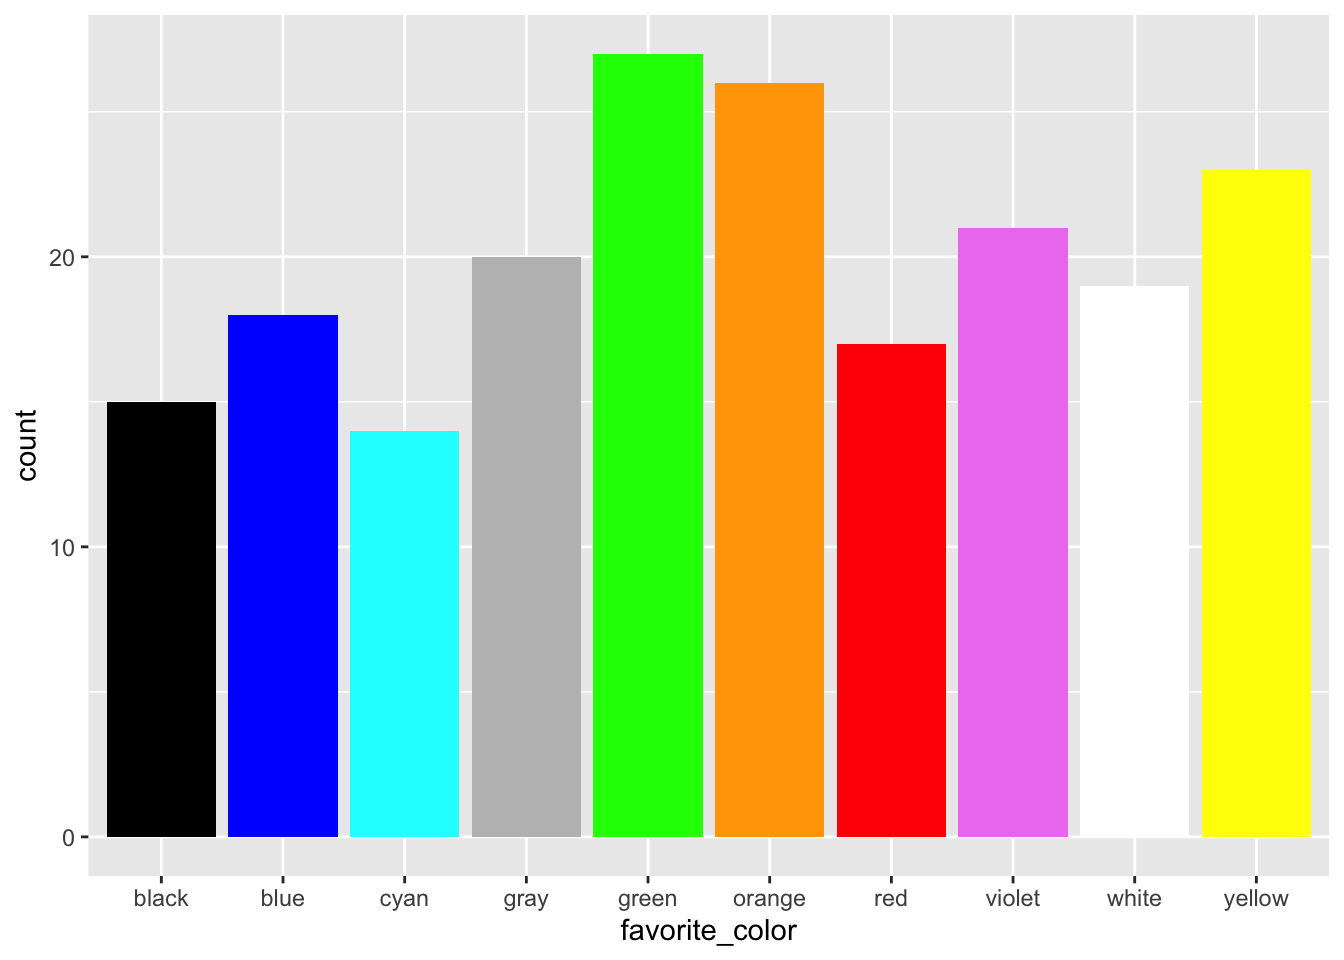 count
20
10
0
black blue cyan gray green orange red violet white yellow
favorite_color